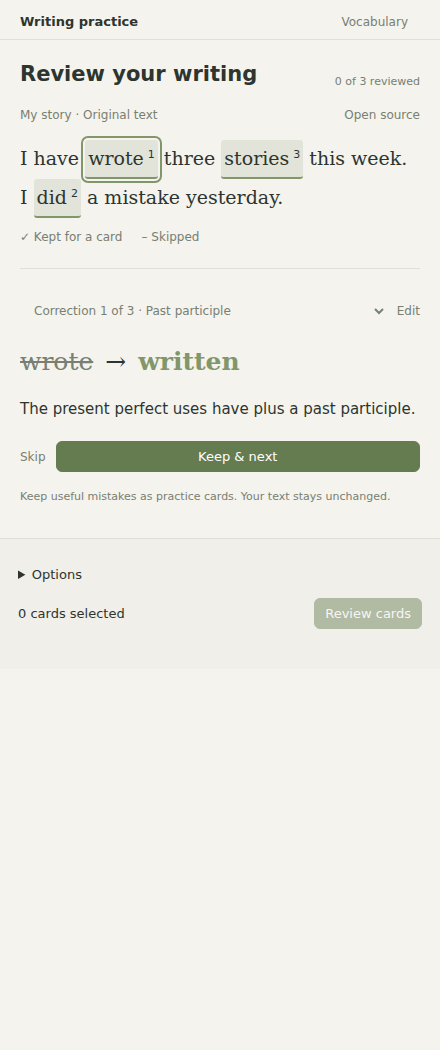 Writing practice Vocabulary
Review your writing 0 of 3 reviewed
My story · Original text Open source
I have wrote 1 three stories 3 this week.
I did 2 a mistake yesterday.
✓ Kept for a card – Skipped
Correction 1 of 3 · Past participle Edit
wrote → written
The present perfect uses have plus a past participle.
Skip Keep & next
Keep useful mistakes as practice cards. Your text stays unchanged.
▶ Options
0 cards selected Review cards